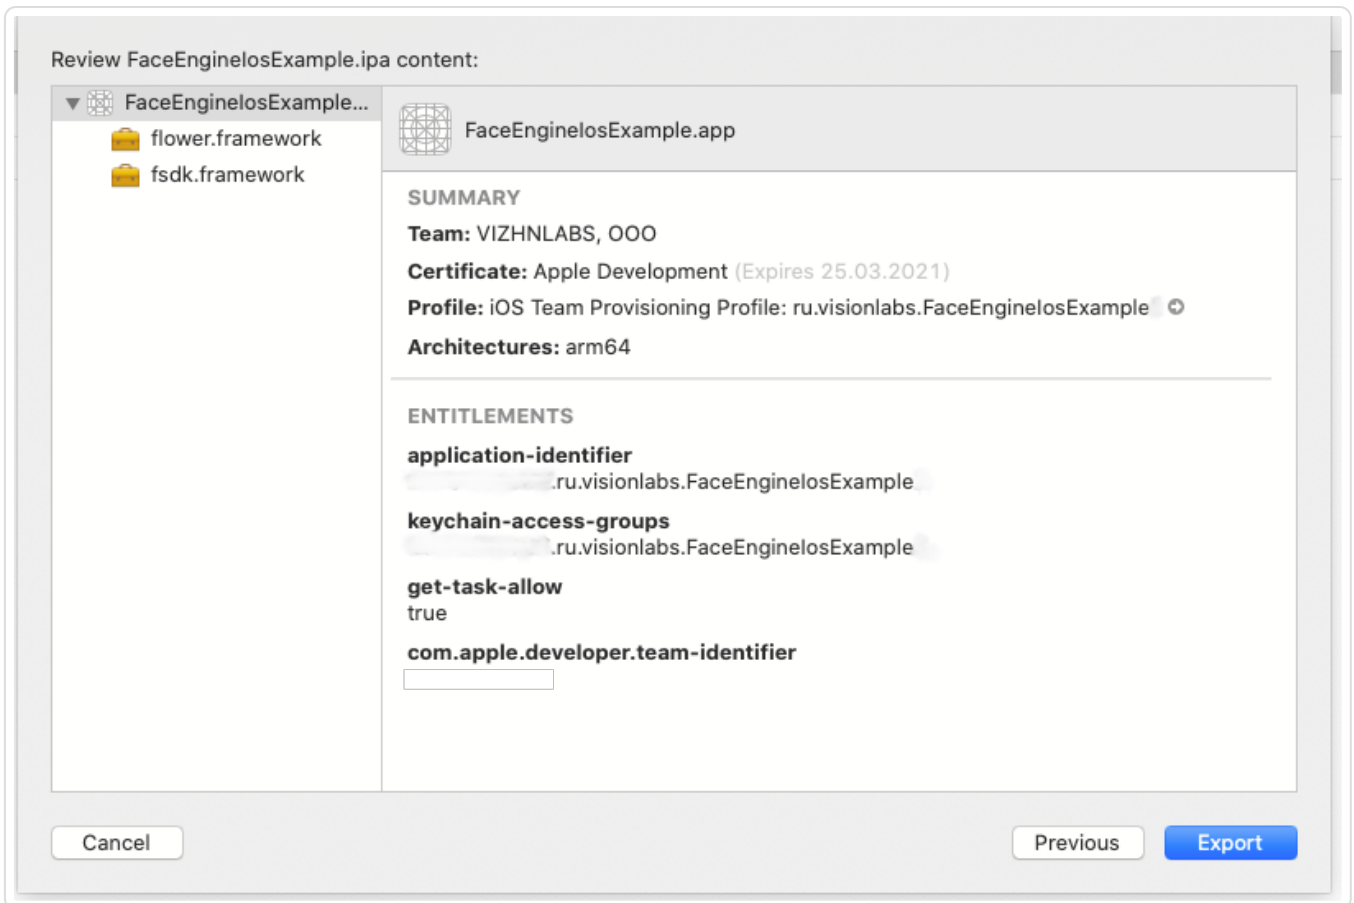 Review FaceEngineIosExample.ipa content:
FaceEngineIosExample...
flower.framework
fsdk.framework
FaceEngineIosExample.app
SUMMARY
Team: VIZHNLABS, OOO
Certificate: Apple Development (Expires 25.03.2021)
Profile: iOS Team Provisioning Profile: ru.visionlabs.FaceEngineIosExample
Architectures: arm64
ENTITLEMENTS
application-identifier
.ru.visionlabs.FaceEngineIosExample
keychain-access-groups
.ru.visionlabs.FaceEngineIosExample
get-task-allow
true
com.apple.developer.team-identifier
Cancel
Previous
Export